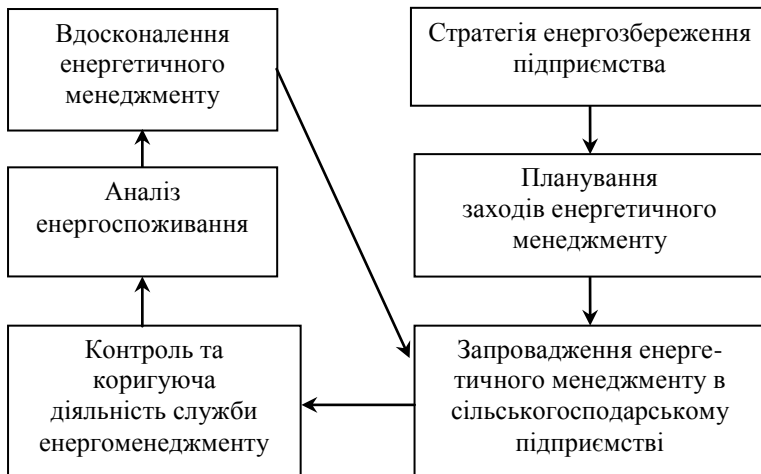 Вдосконалення
енергетичного
менеджменту
Стратегія енергозбереження
підприємства
Аналіз
енергоспоживання
Планування
заходів енергетичного
менеджменту
Контроль та
коригуюча
діяльність служби
енергоменеджменту
Запровадження енерге-
тичного менеджменту в
сільськогосподарському
підприємстві